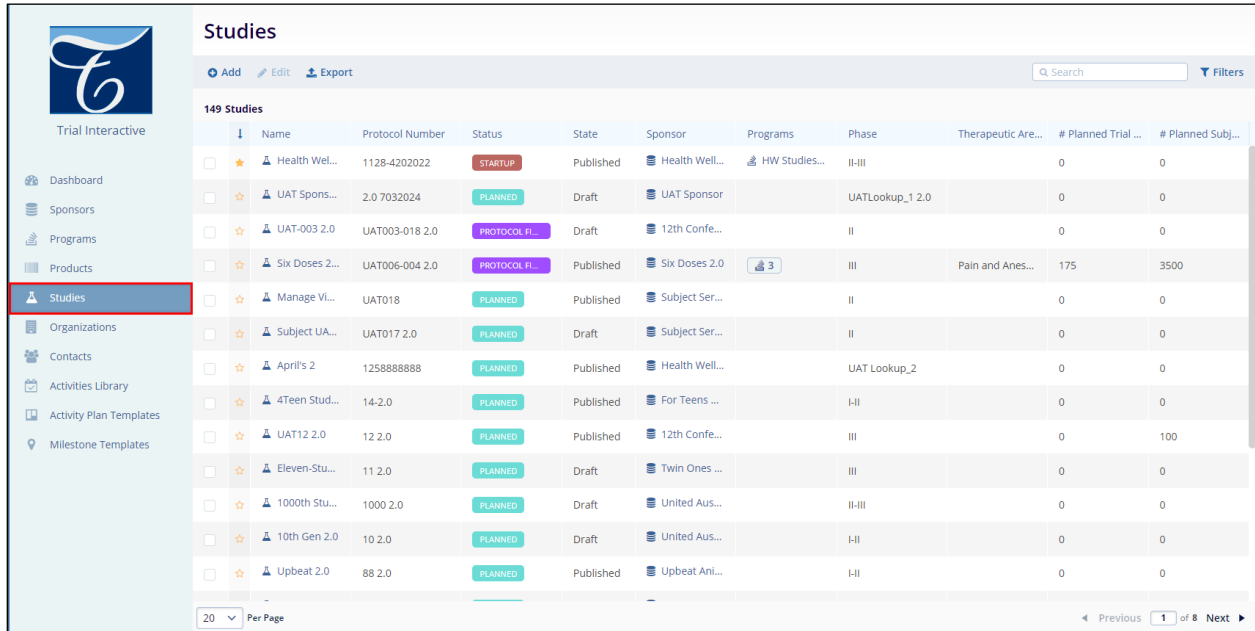 Trial Interactive
Dashboard
Sponsors
Programs
Products
Studies
Organizations
Contacts
Activities Library
Activity Plan Templates
Milestone Templates
Studies
Add Edit Export Search Filters
149 Studies
Name Protocol Number Status State Sponsor Programs Phase Therapeutic Are... # Planned Trial ... # Planned Subj...
Health Wel... 1128-4202022 STARTUP Published Health Well... HW Studies... II-III 0 0
UAT Spons... 2.0 7032024 PLANNED Draft UAT Sponsor UATLookup_1 2.0 0 0
UAT-003 2.0 UAT003-018 2.0 PROTOCOL FI... Draft 12th Confe... II 0 0
Six Doses 2... UAT006-004 2.0 PROTOCOL FI... Published Six Doses 2.0 3 III Pain and Anes... 175 3500
Manage Vi... UAT018 PLANNED Published Subject Ser... II 0 0
Subject UA... UAT017 2.0 PLANNED Draft Subject Ser... II 0 0
April's 2 1258888888 PLANNED Published Health Well... UAT Lookup_2 0 0
4Teen Stud... 14-2.0 PLANNED Published For Teens ... I-II 0 0
UAT12 2.0 12 2.0 PLANNED Published 12th Confe... III 0 100
Eleven-Stu... 11 2.0 PLANNED Draft Twin Ones ... III 0 0
1000th Stu... 1000 2.0 PLANNED Draft United Aus... II-III 0 0
10th Gen 2.0 10 2.0 PLANNED Draft United Aus... I-II 0 0
Upbeat 2.0 88 2.0 PLANNED Published Upbeat Ani... I-II 0 0
20 Per Page Previous 1 of 8 Next